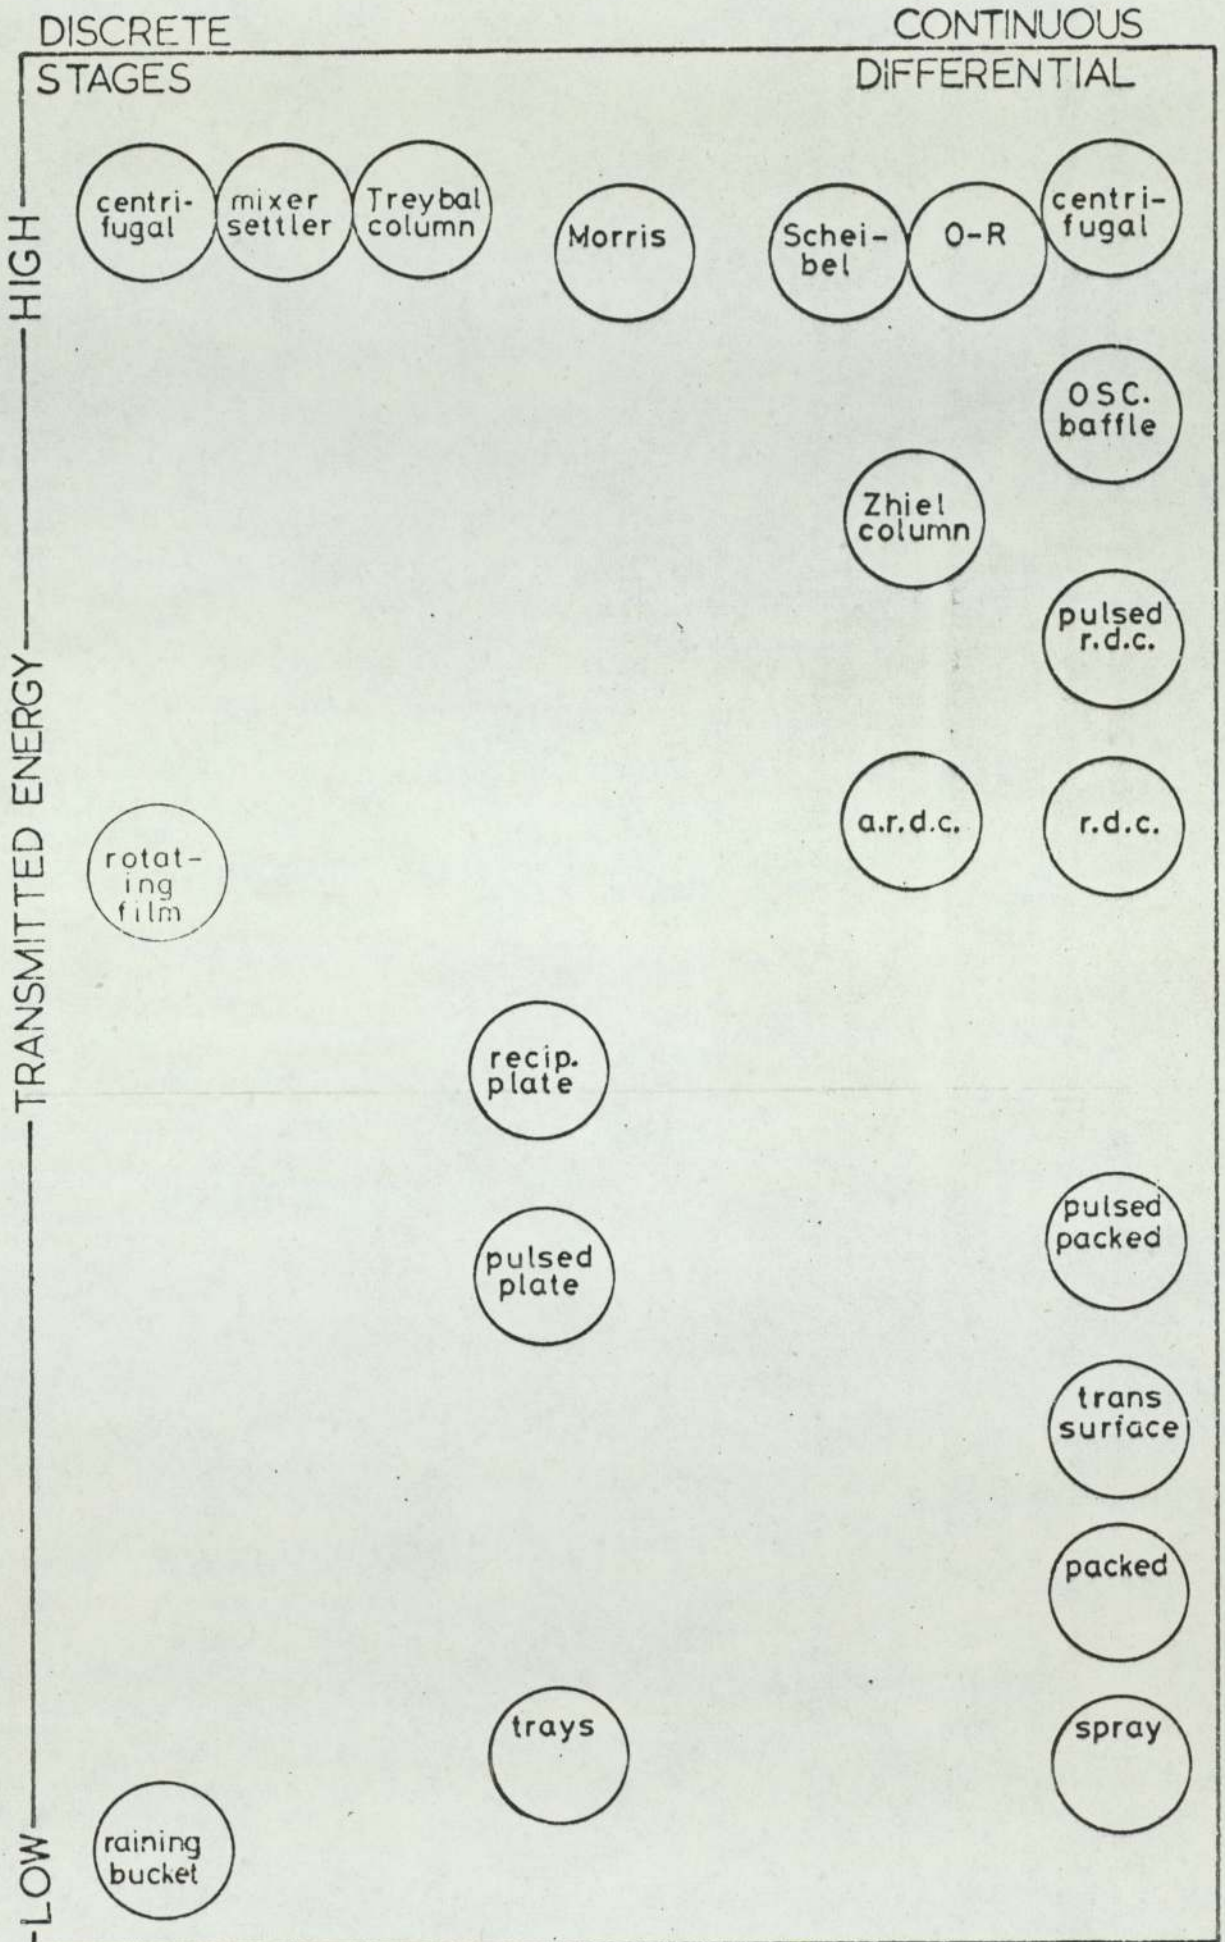 DISCRETE
STAGES
CONTINUOUS
DIFFERENTIAL
HIGH
TRANSMITTED ENERGY
LOW
centri-
fugal
mixer
settler
Treybal
column
Morris
Schei-
bel
O-R
centri-
fugal
OSC.
baffle
Zhiel
column
pulsed
r.d.c.
a.r.d.c.
r.d.c.
rotat-
ing
film
recip.
plate
pulsed
plate
pulsed
packed
trans
surface
packed
trays
spray
raining
bucket